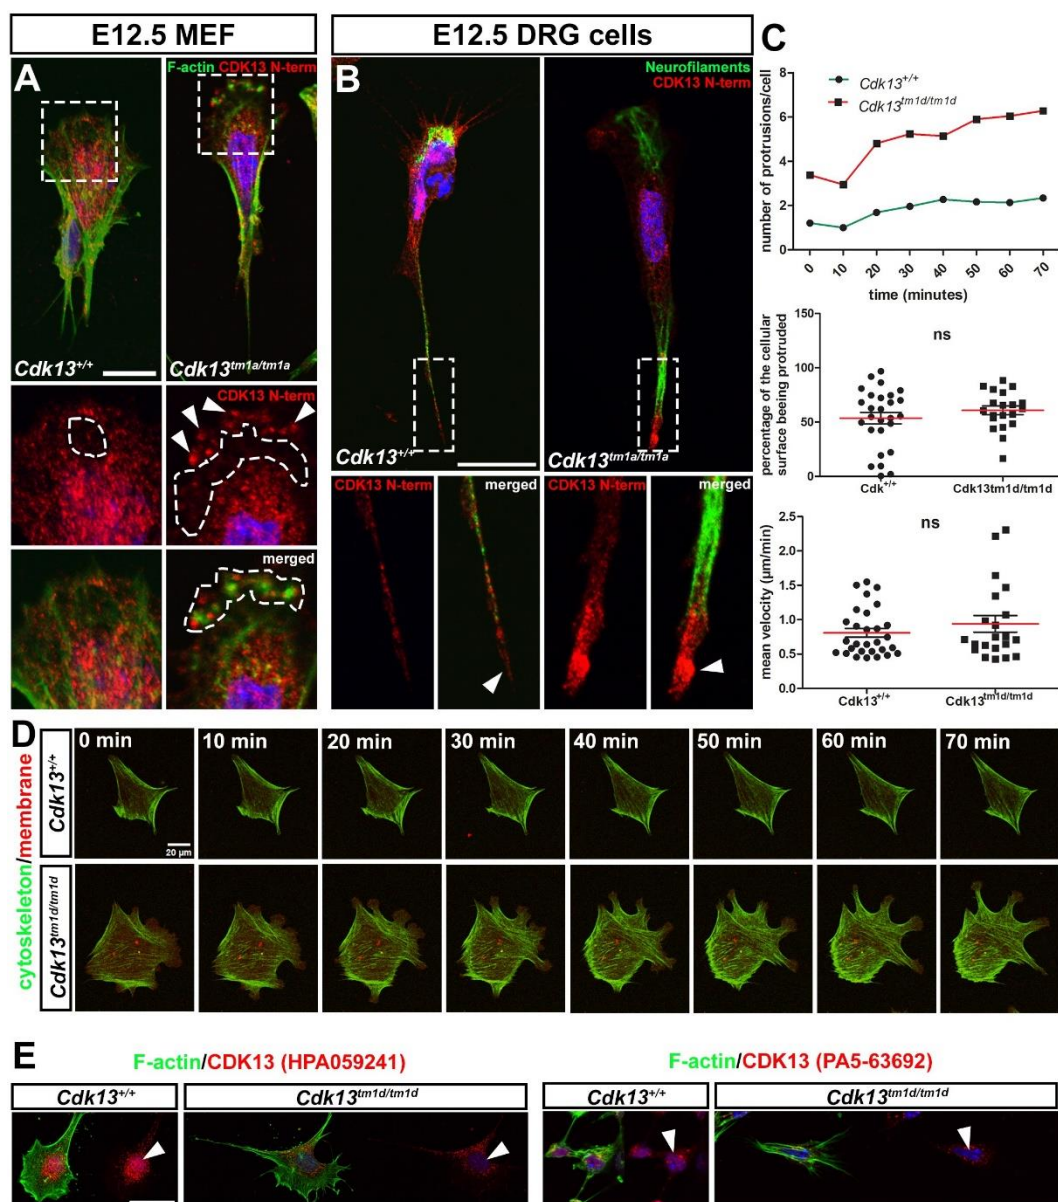 E12.5 MEF
E12.5 DRG cells
A
F-actin CDK13 N-term
Cdk13+/+
Cdk13tm1a/tm1a
CDK13 N-term
merged
B
Neurofilaments
CDK13 N-term
Cdk13+/+
Cdk13tm1a/tm1a
CDK13 N-term
merged
CDK13 N-term
merged
C
number of protrusions/cell
8
6
4
2
0
0 10 20 30 40 50 60 70
time (minutes)
Cdk13+/+
Cdk13tm1d/tm1d
percentage of the cellular
surface beeing protruded
150
100
50
0
ns
Cdk+/+
Cdk13tm1d/tm1d
mean velocity (µm/min)
2.5
2.0
1.5
1.0
0.5
0.0
ns
Cdk13+/+
Cdk13tm1d/tm1d
D
cytoskeleton/membrane
Cdk13+/+
Cdk13tm1d/tm1d
0 min 10 min 20 min 30 min 40 min 50 min 60 min 70 min
20 µm
E
F-actin/CDK13 (HPA059241)
F-actin/CDK13 (PA5-63692)
Cdk13+/+
Cdk13tm1d/tm1d
Cdk13+/+
Cdk13tm1d/tm1d